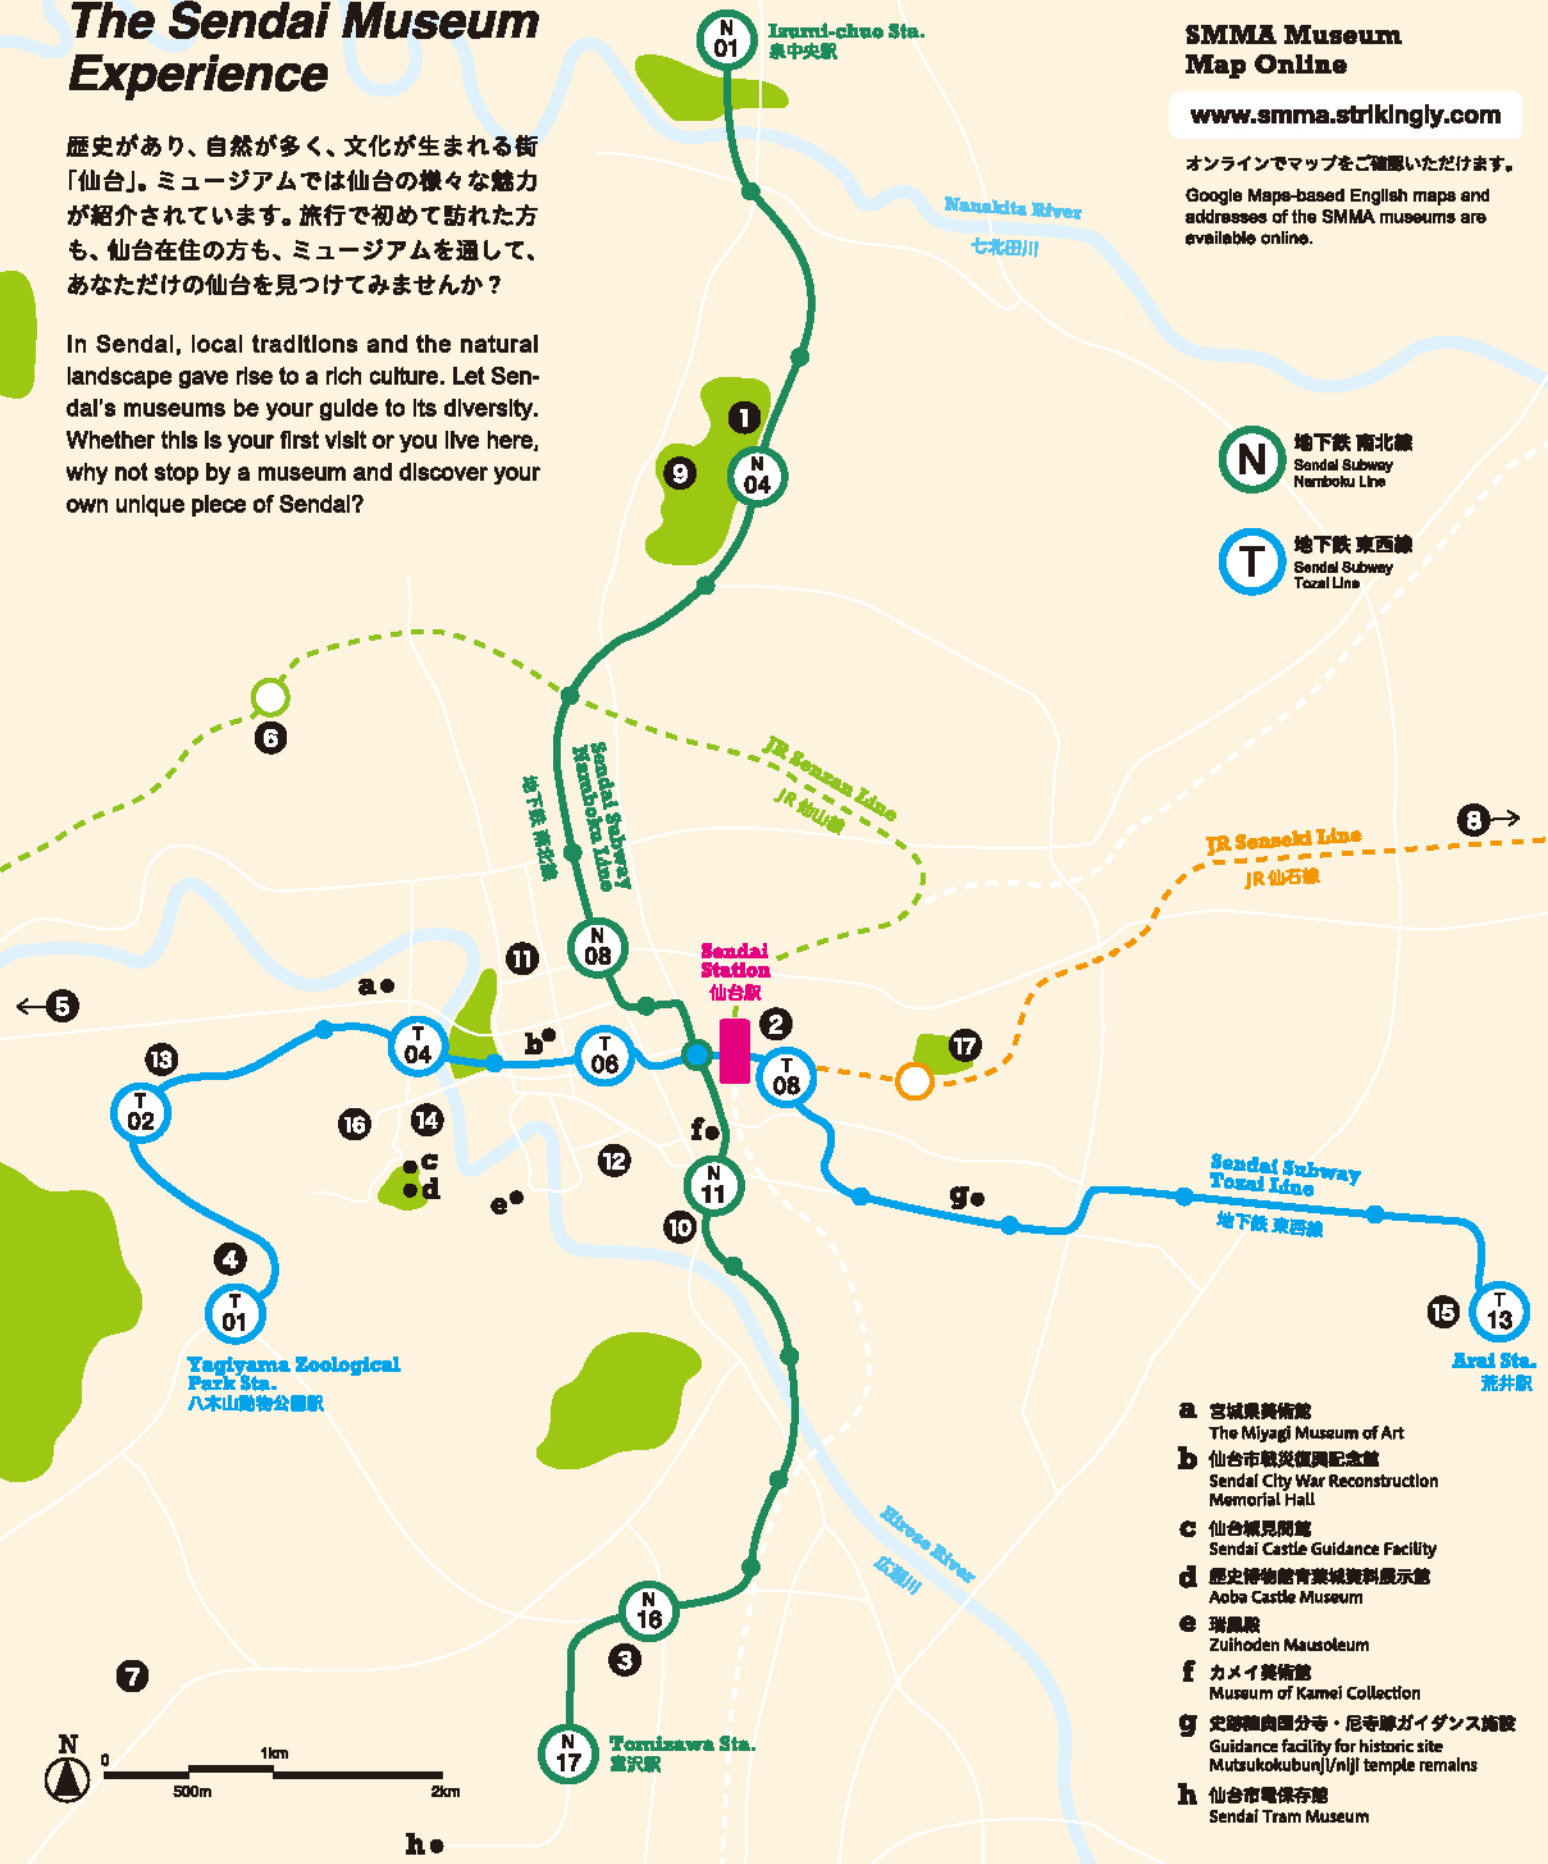 The Sendai Museum
Experience
歴史があり、自然が多く、文化が生まれる街
「仙台」。ミュージアムでは仙台の様々な魅力
が紹介されています。旅行で初めて訪れた方
も、仙台在住の方も、ミュージアムを通して、
あなただけの仙台を見つけてみませんか？
In Sendai, local traditions and the natural
landscape gave rise to a rich culture. Let Sen-
dai's museums be your guide to its diversity.
Whether this is your first visit or you live here,
why not stop by a museum and discover your
own unique piece of Sendai?
N
01
Izumi-chuo Sta.
泉中央駅
SMMA Museum
Map Online
www.smma.strikingly.com
オンラインでマップをご確認いただけます。
Google Maps-based English maps and
addresses of the SMMA museums are
available online.
Nanakita River
七北田川
1
9
N
04
N
地下鉄 南北線
Sendai Subway
Namboku Line
T
地下鉄 東西線
Sendai Subway
Tozai Line
6
JR Senzan Line
JR 仙山線
Sendai Subway
Namboku Line
地下鉄 南北線
8
JR Senseki Line
JR 仙石線
N
08
11
Sendai
Station
仙台駅
a
5
2
17
b
T
04
T
06
T
08
13
T
02
16
14
c
d
e
12
f
N
11
10
g
Sendai Subway
Tozai Line
地下鉄 東西線
4
T
01
Yagiyama Zoological
Park Sta.
八木山動物公園駅
15
T
13
Arai Sta.
荒井駅
Hirose River
広瀬川
N
16
3
7
N
17
Tomizawa Sta.
富沢駅
N
0
1km
500m
2km
h
a 宮城県美術館
The Miyagi Museum of Art
b 仙台市戦災復興記念館
Sendai City War Reconstruction
Memorial Hall
c 仙台城見聞館
Sendai Castle Guidance Facility
d 歴史博物館青葉城資料展示館
Aoba Castle Museum
e 瑞鳳殿
Zuihoden Mausoleum
f カメイ美術館
Museum of Kamei Collection
g 史跡陸奥国分寺・尼寺跡ガイダンス施設
Guidance facility for historic site
Mutsukokubunji/niji temple remains
h 仙台市電保存館
Sendai Tram Museum